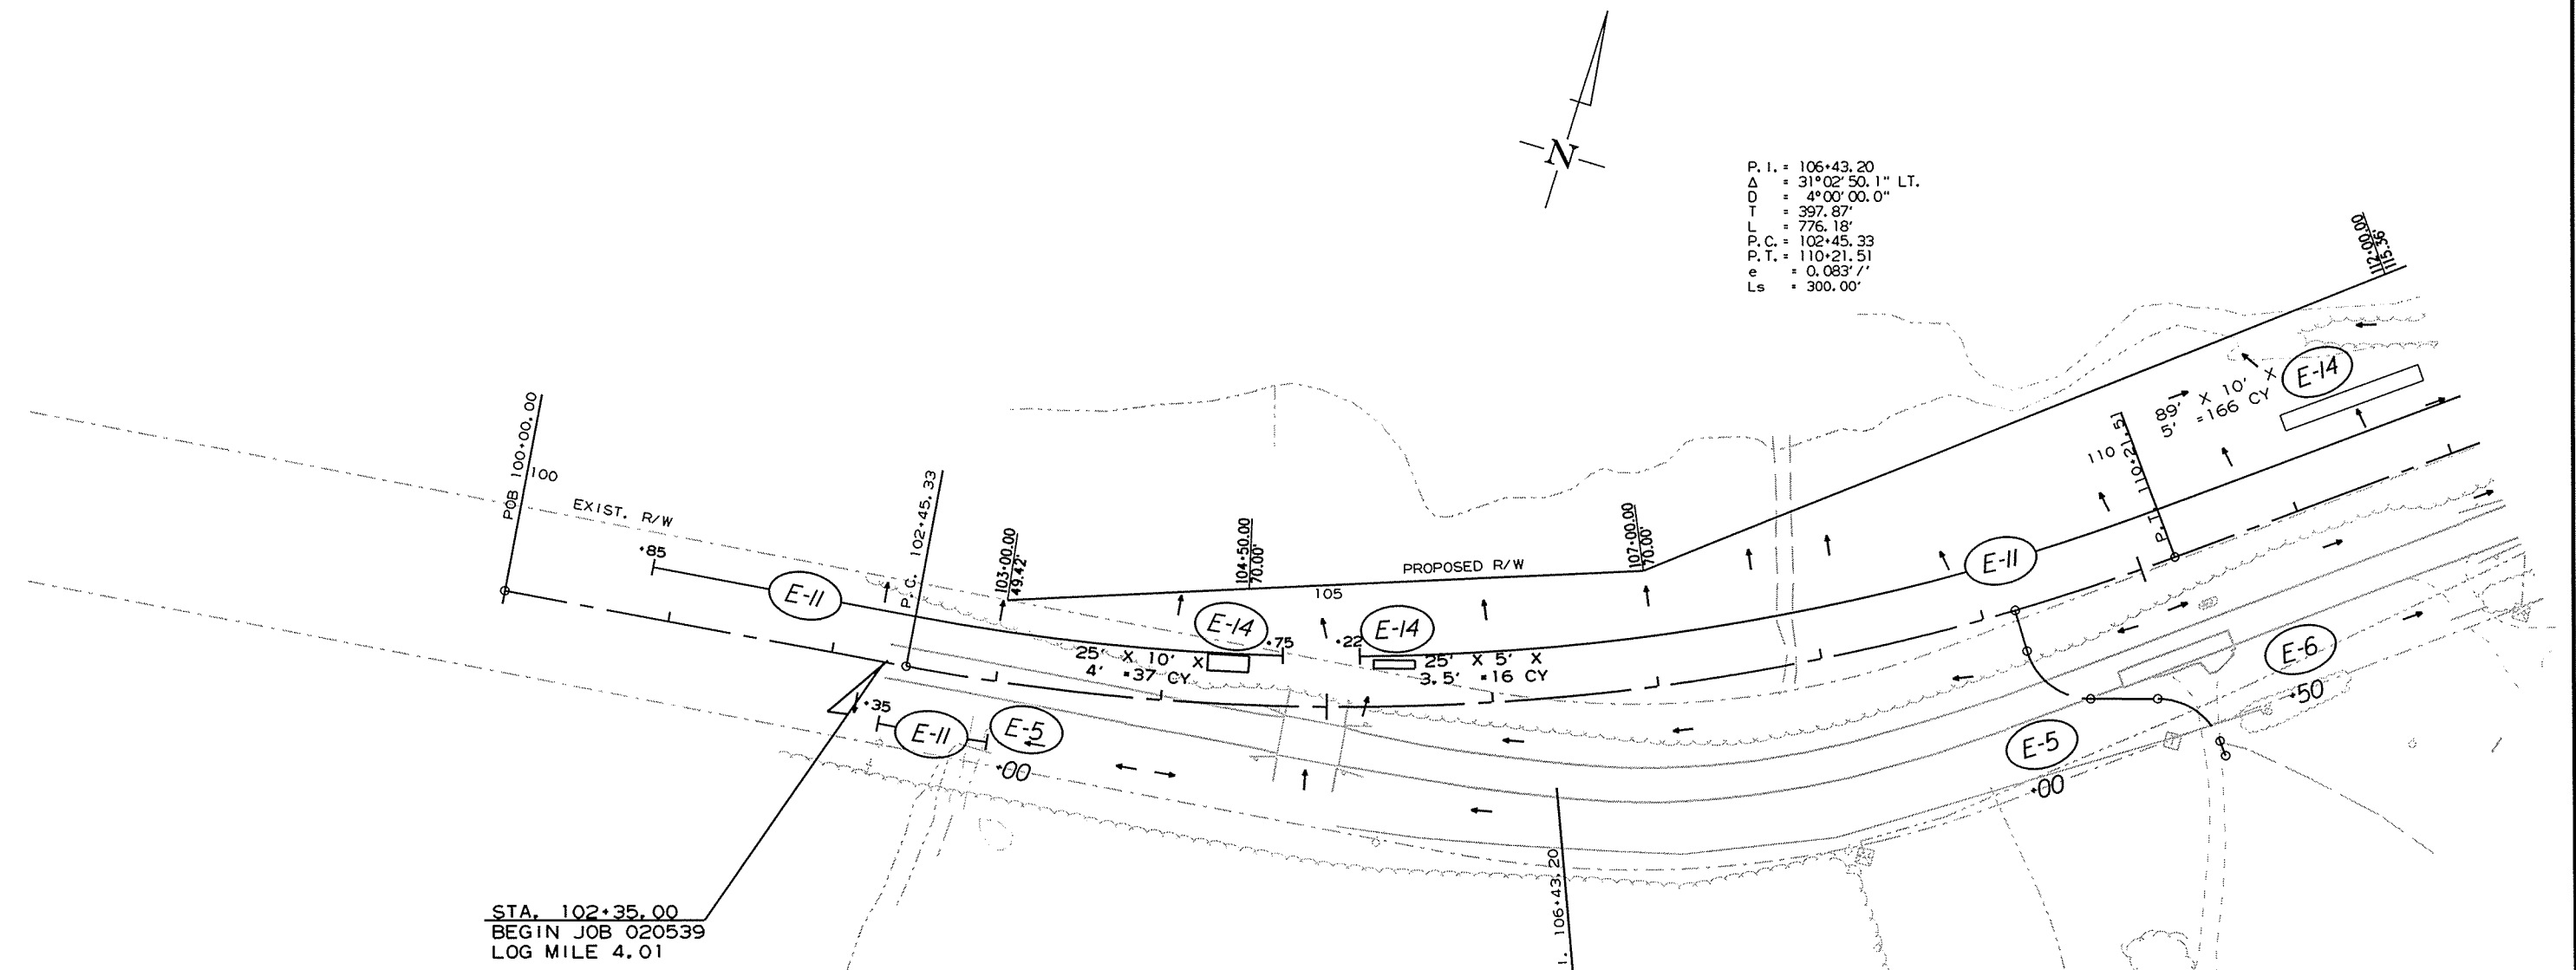 N
P.I. = 106+43.20
Δ = 31°02'50.1" LT.
D = 4°00'00.0"
T = 397.87'
L = 776.18'
P.C. = 102+45.33
P.T. = 110+21.51
e = 0.083'/'
Ls = 300.00'
112+00.00
115.36'
POB 100+00.00
100
EXIST. R/W
+85
E-11
P.C. 102+45.33
103+00.00
49.42'
104+50.00
70.00'
105
PROPOSED R/W
107+00.00
70.00'
E-14
+.75
25' X 10' X
4' =37 CY
+.22
E-14
25' X 5' X
3.5' =16 CY
E-11
110
P.T. 110+21.51
89' X 10' X
5' =166 CY
E-14
+35
E-11
E-5
+00
E-6
+50
E-5
+00
I. 106+43.20
STA. 102+35.00
BEGIN JOB 020539
LOG MILE 4.01